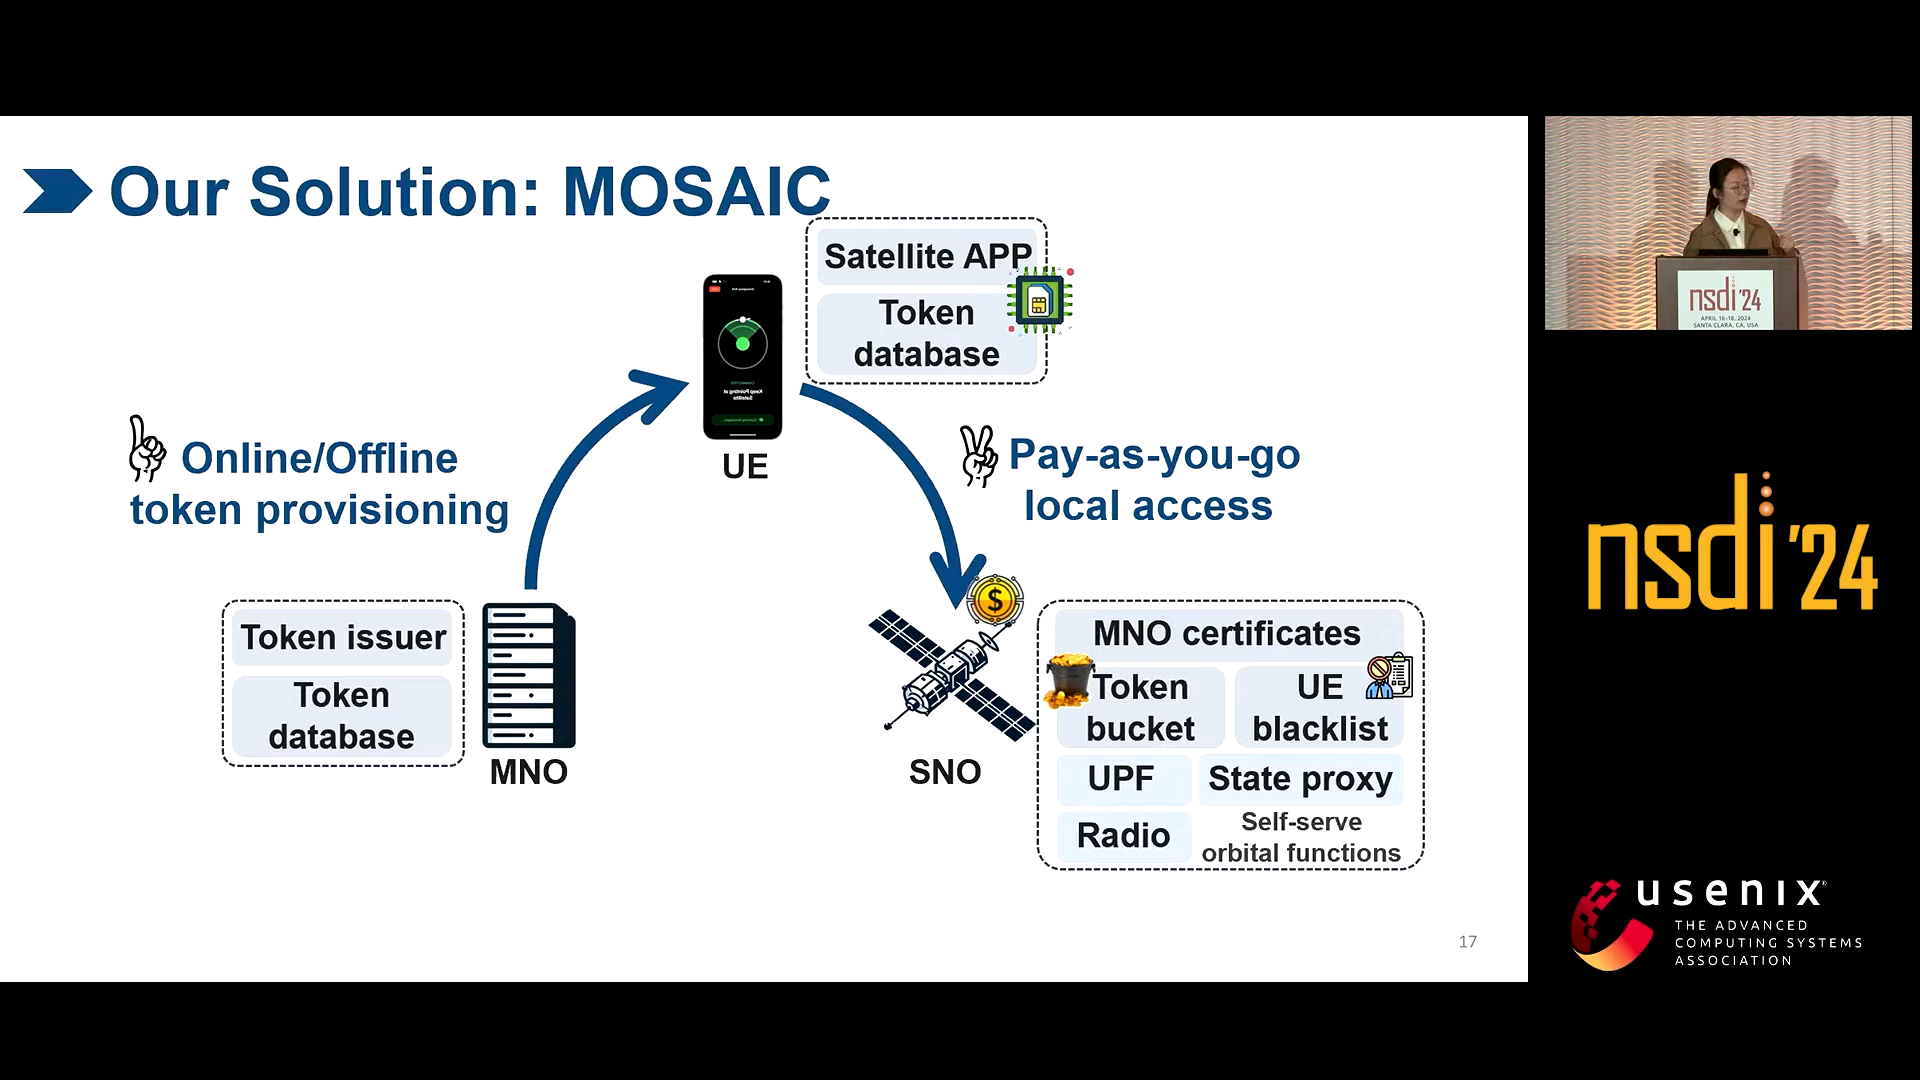 Our Solution: MOSAIC
Satellite APP
Token
database
UE
Online/Offline
token provisioning
Pay-as-you-go
local access
Token issuer
Token
database
MNO
SNO
MNO certificates
Token
bucket
UE
blacklist
UPF
State proxy
Radio
Self-serve
orbital functions
17
nsdi '24
APRIL 16-18, 2024
SANTA CLARA, CA, USA
nsdi '24
usenix
THE ADVANCED
COMPUTING SYSTEMS
ASSOCIATION